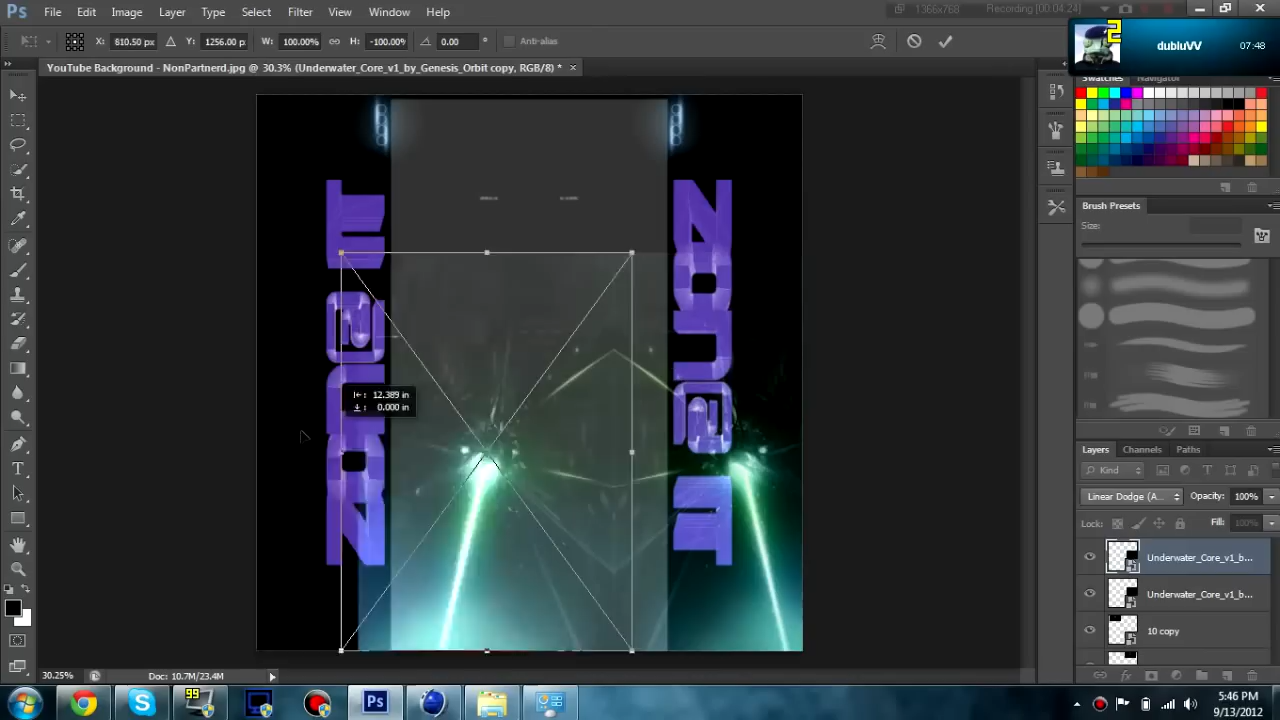 Ps File Edit Image Layer Type Select Filter View Window Help
1366x768 Recording [00:04:24]
X: 810.50 px Y: 1256.00 p: W: 100.00% H: -100.00% 0.00 ° Anti-alias
2
dubluVV 07:48
YouTube Background - NonPartnerd.jpg @ 30.3% (Underwater_Core_v1_by_Genesis_Orbit copy, RGB/8) * ×
Swatches Navigator
Brush Presets
Size:
12.389 in
0.000 in
Layers Channels Paths
Kind
Linear Dodge (A... Opacity: 100%
Lock: Fill: 100%
Underwater_Core_v1_b...
Underwater_Core_v1_b...
10 copy
30.25% Doc: 10.7M/23.4M
99
Ps
5:46 PM
9/13/2012